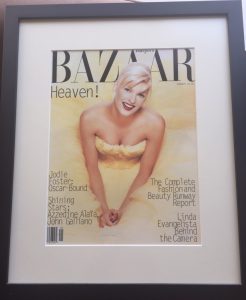 Harper's
BAZAAR
Heaven!
Jodie
Foster:
Oscar-Bound
Shining
Stars:
Azzedine Alaïa,
John Galliano
The Complete
Fashion and
Beauty Runway
Report
Linda
Evangelista
Behind
the Camera